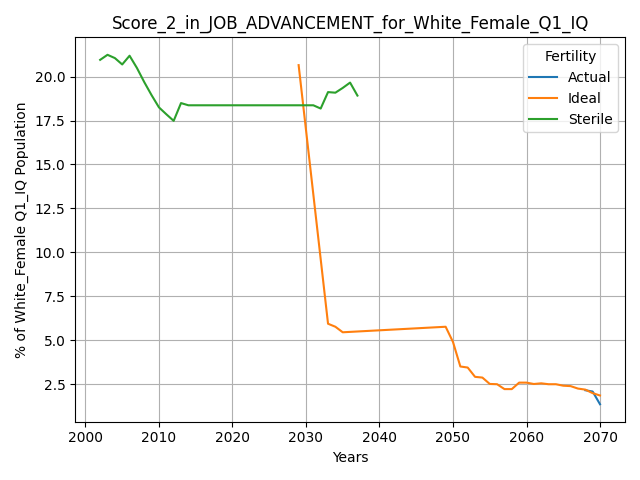 Score_2_in_JOB_ADVANCEMENT_for_White_Female_Q1_IQ
% of White_Female Q1_IQ Population
20.0
17.5
15.0
12.5
10.0
7.5
5.0
2.5
Fertility
Actual
Ideal
Sterile
2000 2010 2020 2030 2040 2050 2060 2070
Years